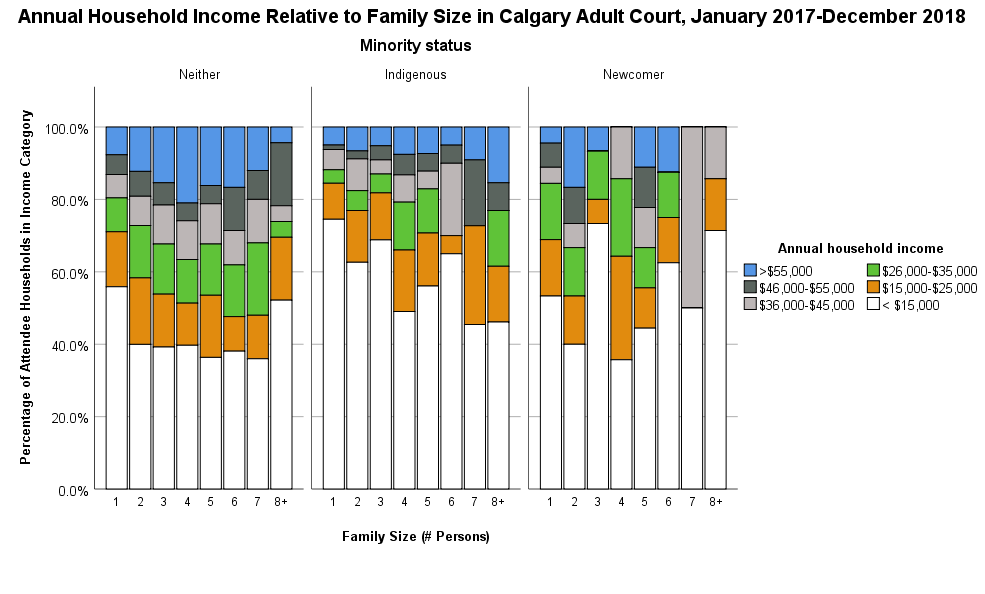 Annual Household Income Relative to Family Size in Calgary Adult Court, January 2017-December 2018
Minority status
Neither Indigenous Newcomer
Percentage of Attendee Households in Income Category
100.0%
80.0%
60.0%
40.0%
20.0%
0.0%
1 2 3 4 5 6 7 8+ 1 2 3 4 5 6 7 8+ 1 2 3 4 5 6 7 8+
Family Size (# Persons)
Annual household income
>$55,000 $26,000-$35,000
$46,000-$55,000 $15,000-$25,000
$36,000-$45,000 < $15,000